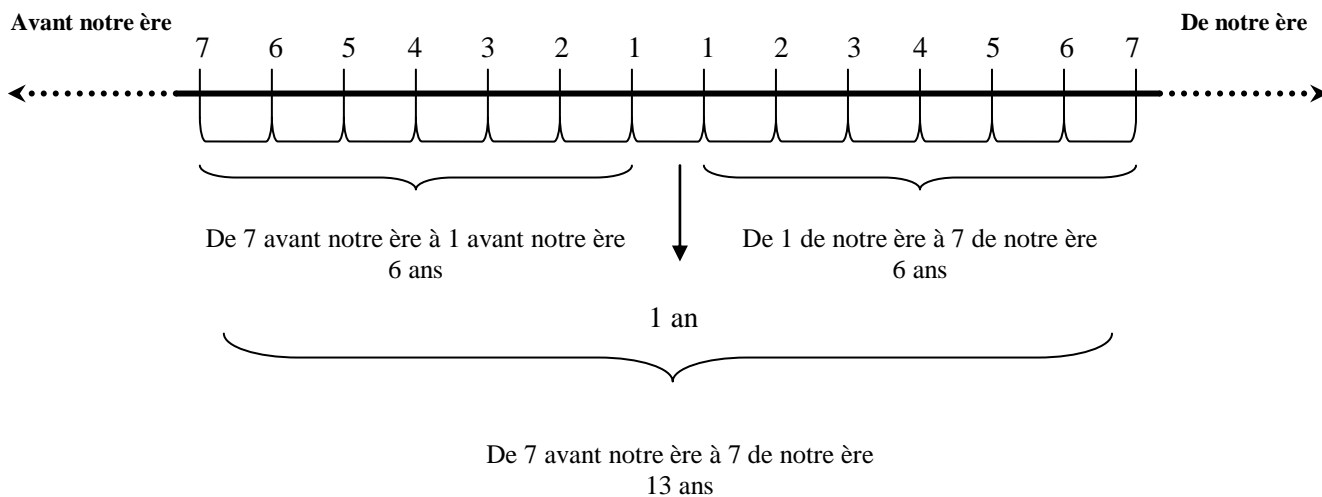 Avant notre ère
De notre ère
7 6 5 4 3 2 1 1 2 3 4 5 6 7
De 7 avant notre ère à 1 avant notre ère
6 ans
De 1 de notre ère à 7 de notre ère
6 ans
1 an
De 7 avant notre ère à 7 de notre ère
13 ans